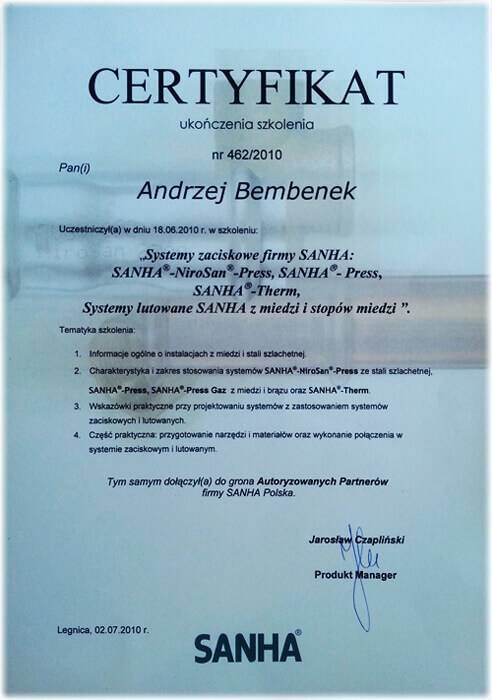 CERTYFIKAT
ukończenia szkolenia
nr 462/2010
Pan(i)
Andrzej Bembenek
Uczestniczył(a) w dniu 18.06.2010 r. w szkoleniu:
„Systemy zaciskowe firmy SANHA:
SANHA®-NiroSan®-Press, SANHA®- Press,
SANHA®-Therm,
Systemy lutowane SANHA z miedzi i stopów miedzi ”.
Tematyka szkolenia:
1. Informacje ogólne o instalacjach z miedzi i stali szlachetnej.
2. Charakterystyka i zakres stosowania systemów SANHA®-NiroSan®-Press ze stali szlachetnej,
SANHA®-Press, SANHA®-Press Gaz z miedzi i brązu oraz SANHA®-Therm.
3. Wskazówki praktyczne przy projektowaniu systemów z zastosowaniem systemów
zaciskowych i lutowanych.
4. Część praktyczna: przygotowanie narzędzi i materiałów oraz wykonanie połączenia w
systemie zaciskowym i lutowanym.
Tym samym dołączył(a) do grona Autoryzowanych Partnerów
firmy SANHA Polska.
Jarosław Czapliński
Produkt Manager
Legnica, 02.07.2010 r.
SANHA®